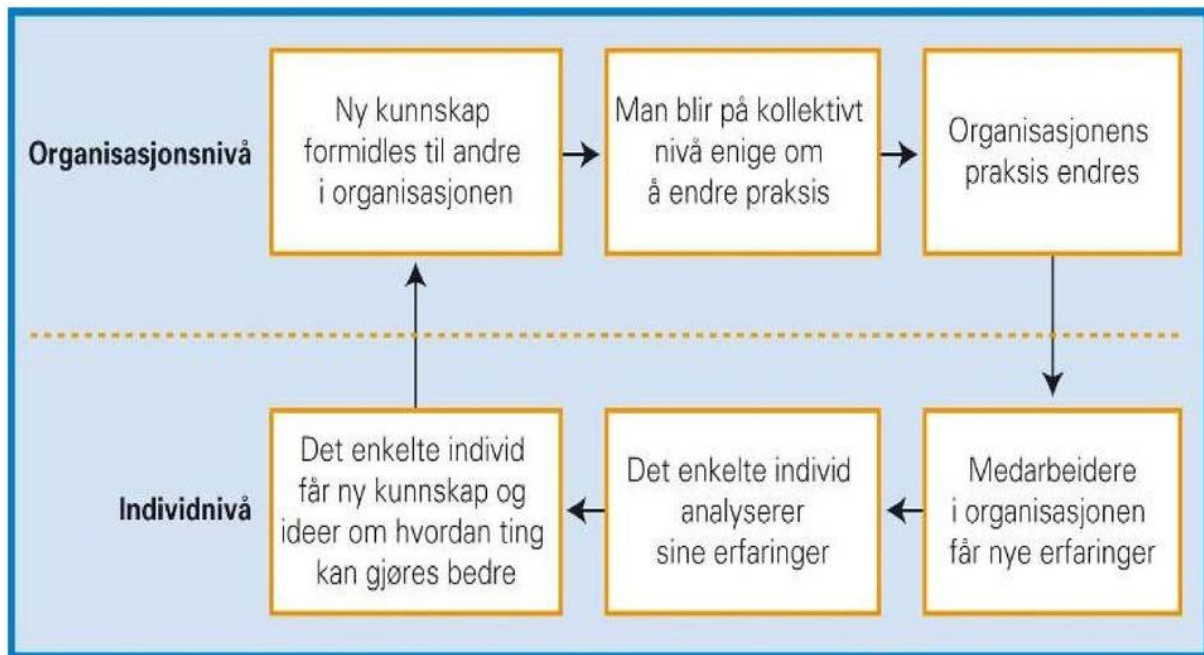 Organisasjonsnivå
Ny kunnskap
formidles til andre
i organisasjonen
Man blir på kollektivt
nivå enige om
å endre praksis
Organisasjonens
praksis endres
Individnivå
Det enkelte individ
får ny kunnskap og
ideer om hvordan ting
kan gjøres bedre
Det enkelte individ
analyserer
sine erfaringer
Medarbeidere
i organisasjonen
får nye erfaringer